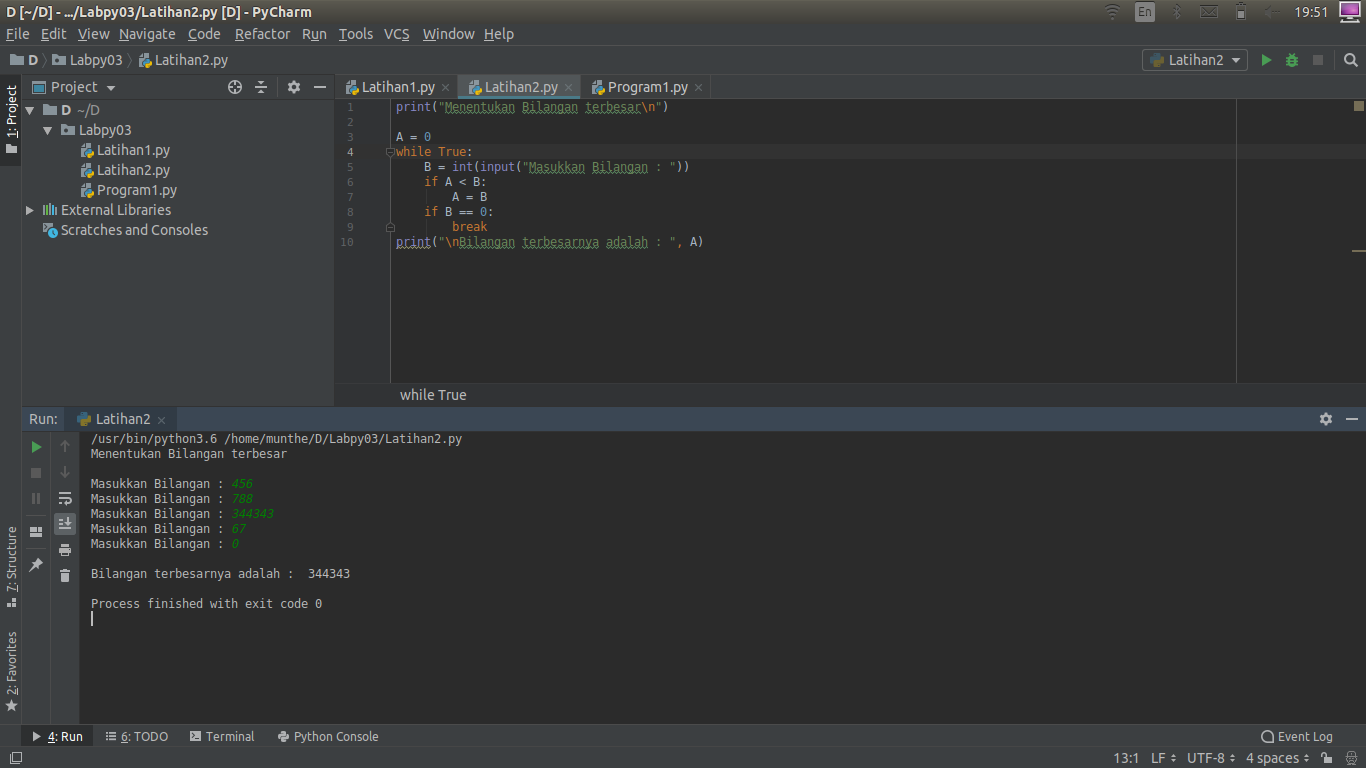 D [~/D] - .../Labpy03/Latihan2.py [D] - PyCharm
En
19:51
File Edit View Navigate Code Refactor Run Tools VCS Window Help
D Labpy03 Latihan2.py
Latihan2
1: Project
Project
Latihan1.py Latihan2.py Program1.py
D ~/D
Labpy03
Latihan1.py
Latihan2.py
Program1.py
External Libraries
Scratches and Consoles
1 print("Menentukan Bilangan terbesar\n")
2
3 A = 0
4 while True:
5     B = int(input("Masukkan Bilangan : "))
6     if A < B:
7         A = B
8     if B == 0:
9         break
10 print("\nBilangan terbesarnya adalah : ", A)
while True
Run: Latihan2
/usr/bin/python3.6 /home/munthe/D/Labpy03/Latihan2.py
Menentukan Bilangan terbesar
Masukkan Bilangan : 456
Masukkan Bilangan : 788
Masukkan Bilangan : 344343
Masukkan Bilangan : 67
Masukkan Bilangan : 0
Bilangan terbesarnya adalah :  344343
Process finished with exit code 0
7: Structure
2: Favorites
4: Run 6: TODO Terminal Python Console Event Log
13:1 LF UTF-8 4 spaces